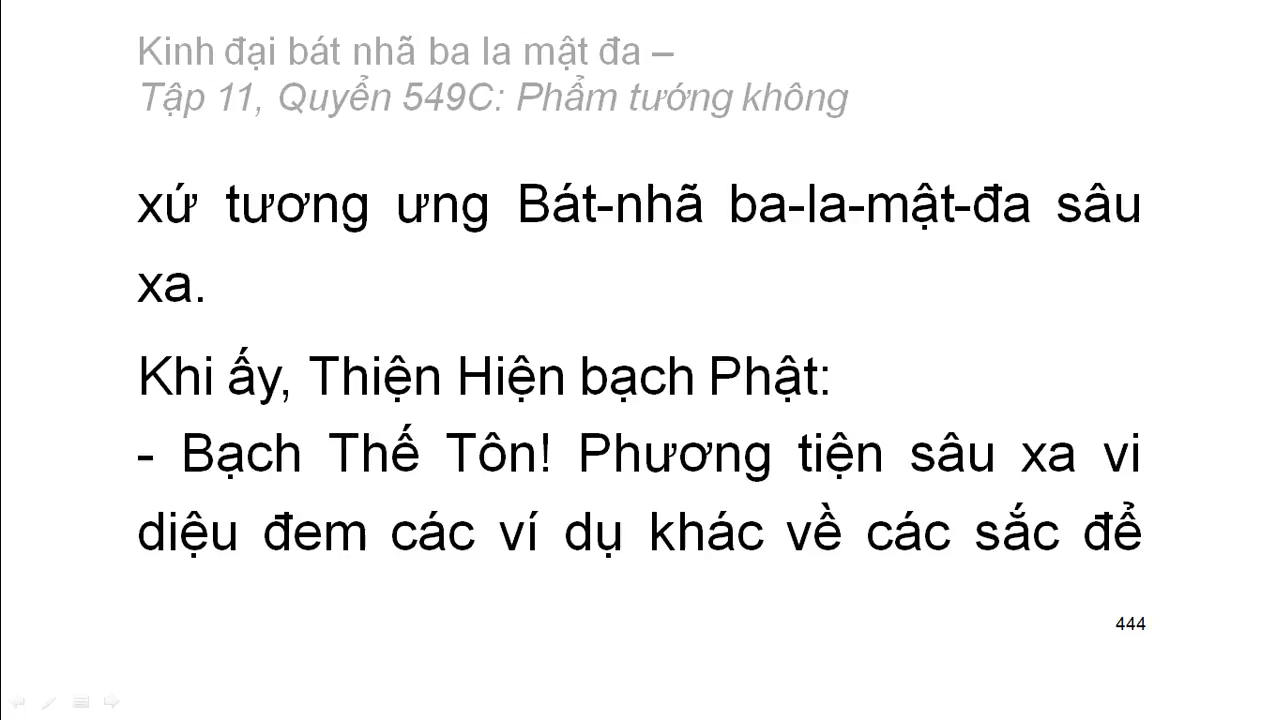 Kinh đại bát nhã ba la mật đa –
Tập 11, Quyển 549C: Phẩm tướng không
xứ tương ưng Bát-nhã ba-la-mật-đa sâu
xa.
Khi ấy, Thiện Hiện bạch Phật:
- Bạch Thế Tôn! Phương tiện sâu xa vi
diệu đem các ví dụ khác về các sắc để
444